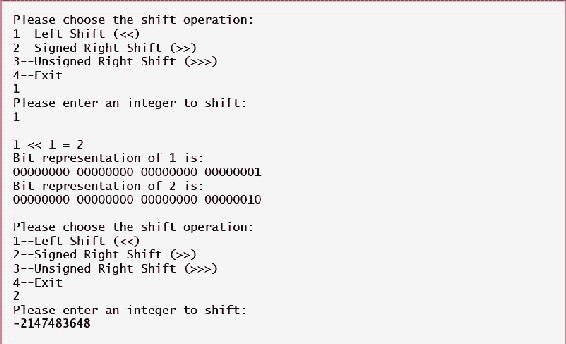 Please choose the shift operation:
1  Left Shift (<<)
2  Signed Right Shift (>>)
3--Unsigned Right Shift (>>>)
4--Exit
1
Please enter an integer to shift:
1
1 << 1 = 2
Bit representation of 1 is:
00000000 00000000 00000000 00000001
Bit representation of 2 is:
00000000 00000000 00000000 00000010
Please choose the shift operation:
1--Left Shift (<<)
2--Signed Right Shift (>>)
3--Unsigned Right Shift (>>>)
4--Exit
2
Please enter an integer to shift:
-2147483648